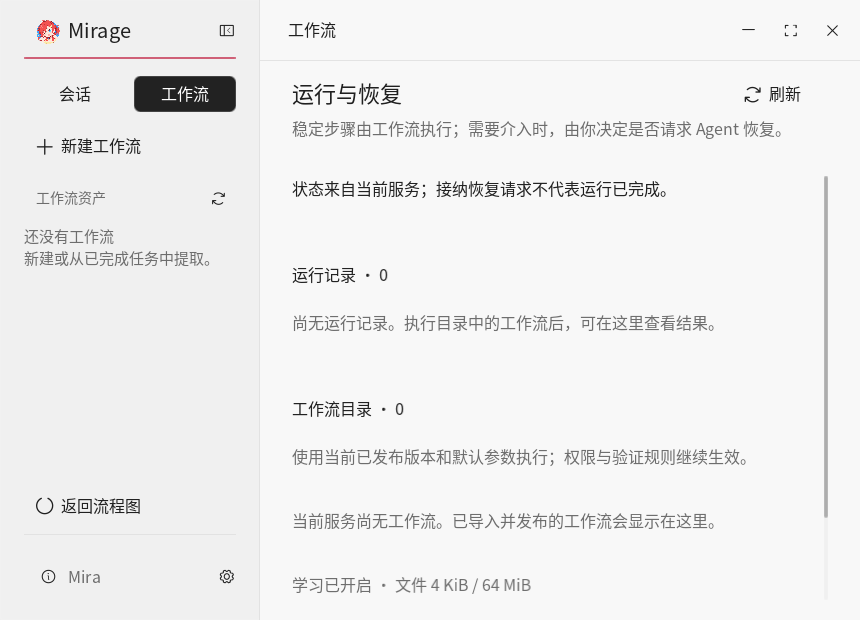 Mirage
会话
工作流
新建工作流
工作流资产
还没有工作流
新建或从已完成任务中提取。
返回流程图
Mira
工作流
运行与恢复
刷新
稳定步骤由工作流执行；需要介入时，由你决定是否请求 Agent 恢复。
状态来自当前服务；接纳恢复请求不代表运行已完成。
运行记录 · 0
尚无运行记录。执行目录中的工作流后，可在这里查看结果。
工作流目录 · 0
使用当前已发布版本和默认参数执行；权限与验证规则继续生效。
当前服务尚无工作流。已导入并发布的工作流会显示在这里。
学习已开启 · 文件 4 KiB / 64 MiB